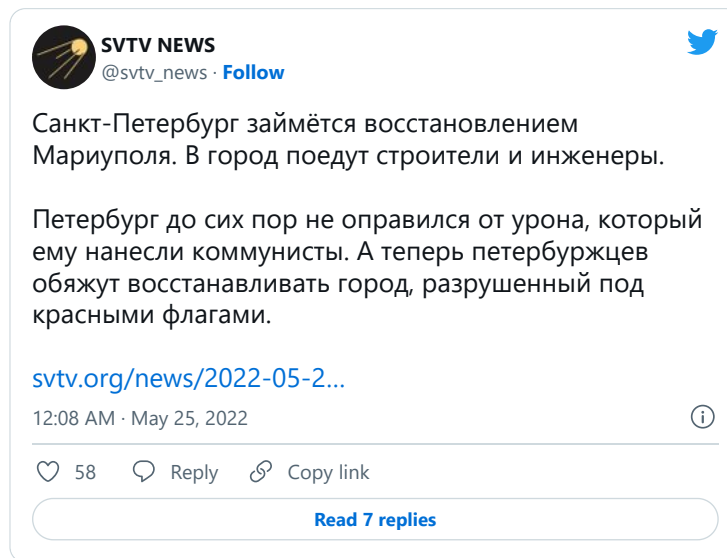 SVTV NEWS
@svtv_news · Follow
Санкт-Петербург займётся восстановлением
Мариуполя. В город поедут строители и инженеры.
Петербург до сих пор не оправился от урона, который
ему нанесли коммунисты. А теперь петербуржцев
обяжут восстанавливать город, разрушенный под
красными флагами.
svtv.org/news/2022-05-2...
12:08 AM · May 25, 2022
58 Reply Copy link
Read 7 replies